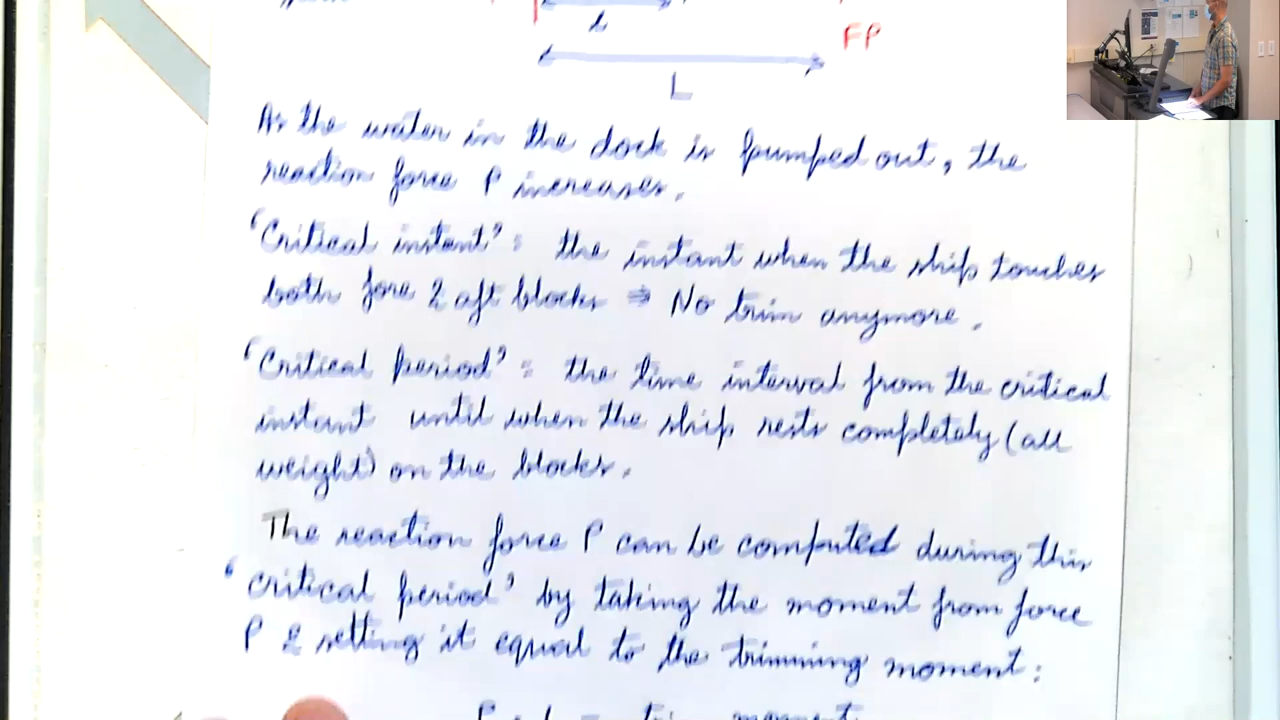 FP
L
As the water in the dock is pumped out, the
reaction force P increases.
'Critical instant': the instant when the ship touches
both fore & aft blocks ⇒ No trim anymore.
'Critical period': the time interval from the critical
instant until when the ship rests completely (all
weight) on the blocks.
The reaction force P can be computed during this
'critical period' by taking the moment from force
P & setting it equal to the trimming moment: